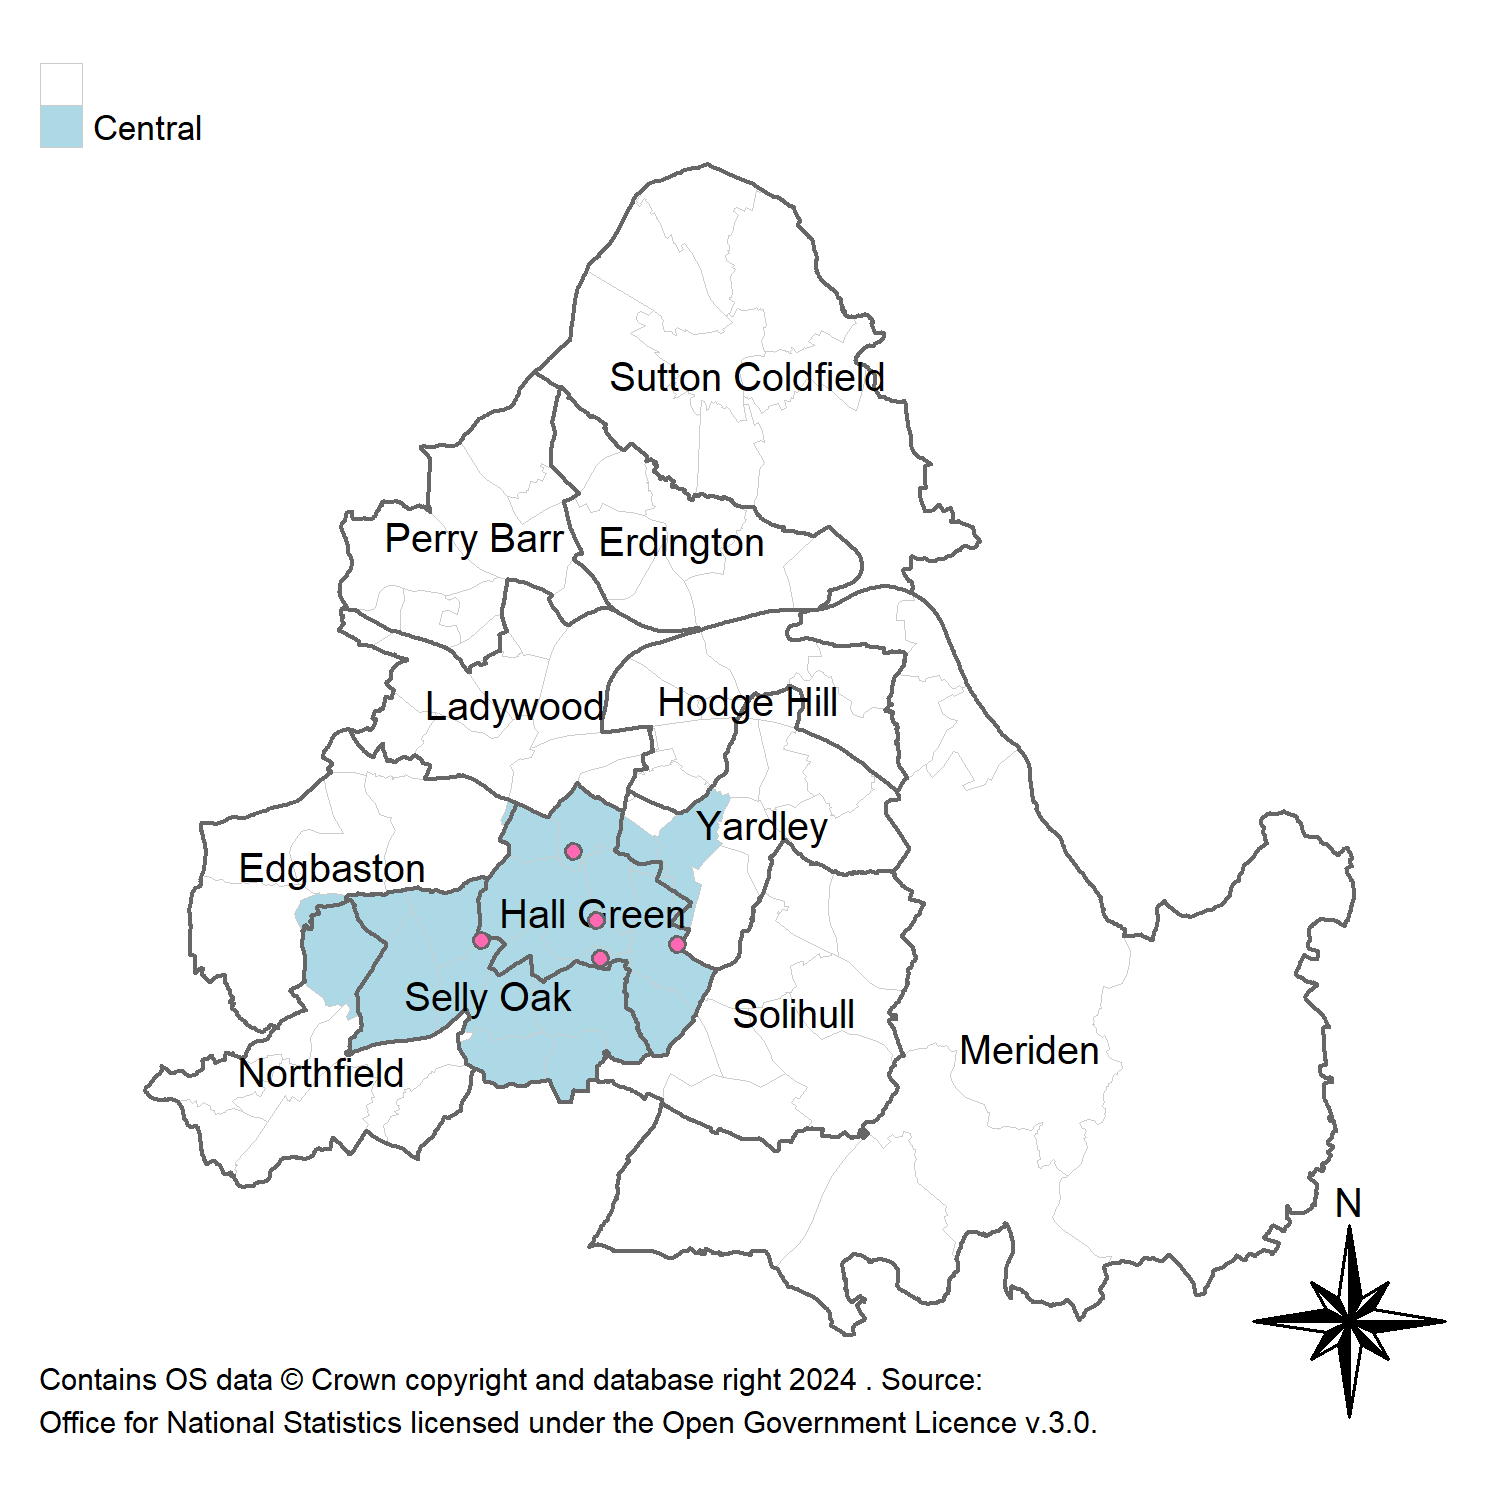 Central
Sutton Coldfield
Perry Barr
Erdington
Ladywood
Hodge Hill
Yardley
Edgbaston
Hall Green
Selly Oak
Solihull
Meriden
Northfield
N
Contains OS data © Crown copyright and database right 2024 . Source:
Office for National Statistics licensed under the Open Government Licence v.3.0.